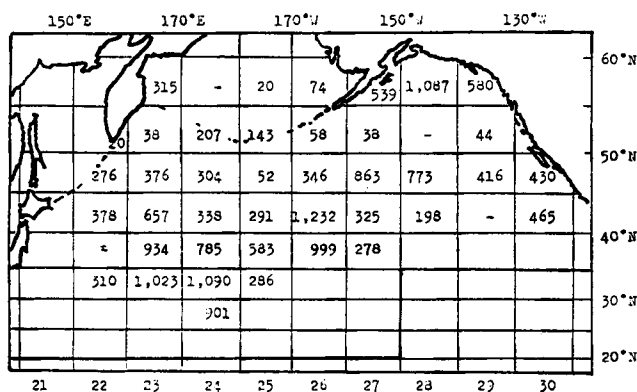 150°E 170°E 170°W 150°W 130°W
60°N
315 - 20 74 539 1,087 580
20 38 207 143 58 38 - 44
50°N
276 376 304 52 346 863 773 416 430
378 657 338 291 1,232 325 198 - 465
40°N
934 785 583 999 278
310 1,023 1,090 286
30°N
901
20°N
21 22 23 24 25 26 27 28 29 30